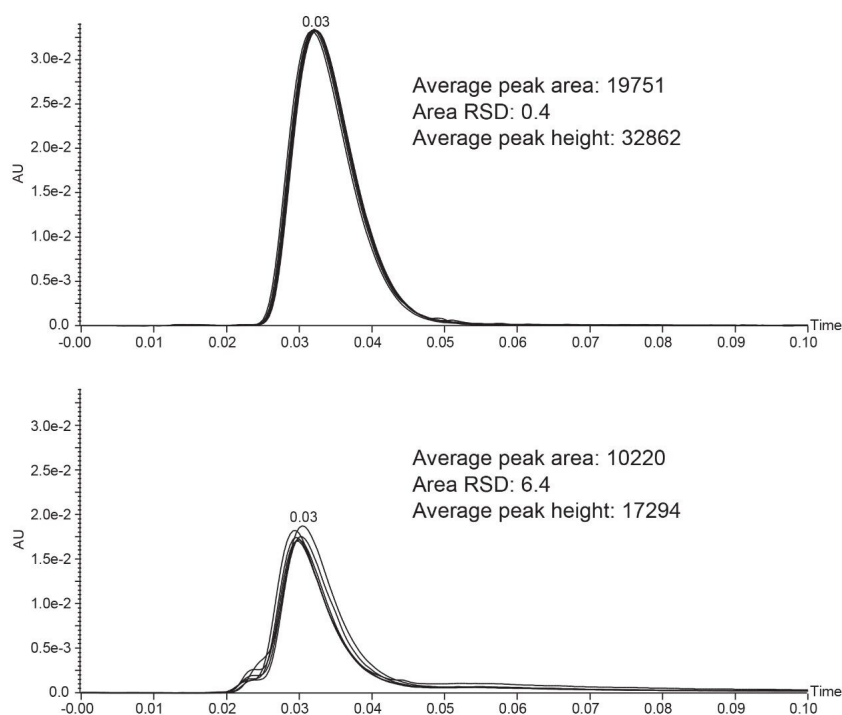 0.03
3.0e-2
2.5e-2
2.0e-2
1.5e-2
1.0e-2
0.5e-3
0.0
AU
Average peak area: 19751
Area RSD: 0.4
Average peak height: 32862
-0.00 0.01 0.02 0.03 0.04 0.05 0.06 0.07 0.08 0.09 0.10
Time
3.0e-2
2.5e-2
2.0e-2
1.5e-2
1.0e-2
0.5e-3
0.0
AU
0.03
Average peak area: 10220
Area RSD: 6.4
Average peak height: 17294
-0.00 0.01 0.02 0.03 0.04 0.05 0.06 0.07 0.08 0.09 0.10
Time